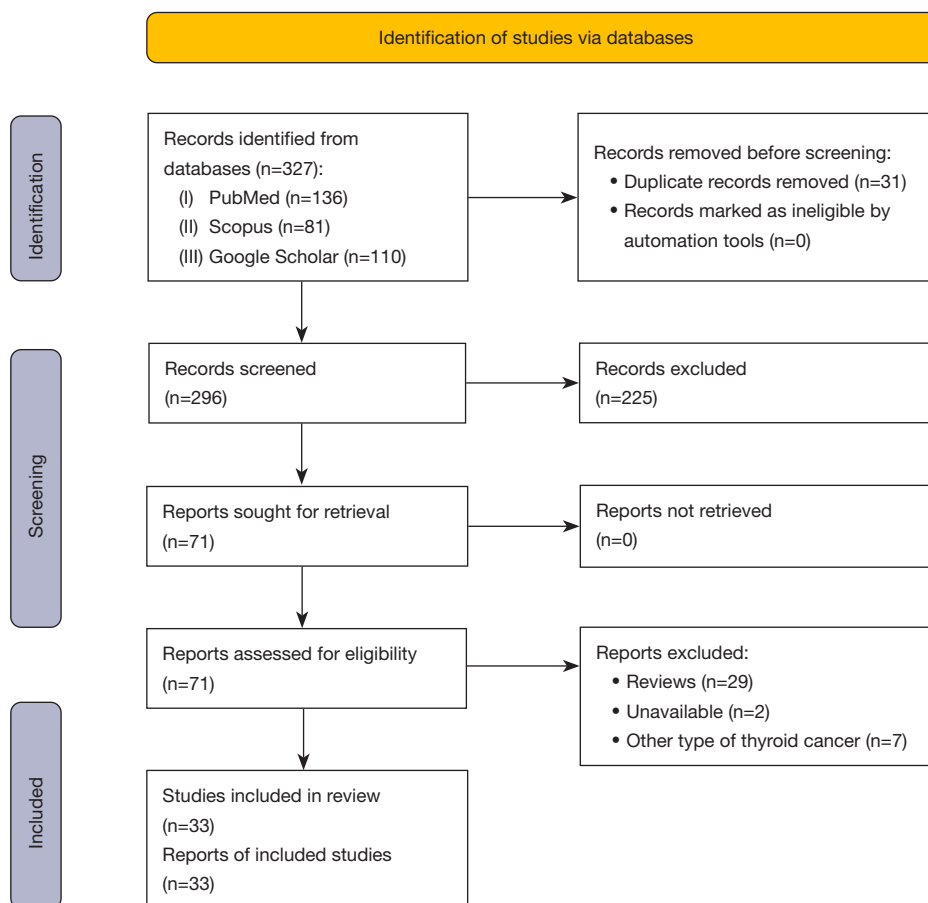 Identification of studies via databases
Identification
Records identified from
databases (n=327):
(I) PubMed (n=136)
(II) Scopus (n=81)
(III) Google Scholar (n=110)
Records removed before screening:
• Duplicate records removed (n=31)
• Records marked as ineligible by
automation tools (n=0)
Screening
Records screened
(n=296)
Records excluded
(n=225)
Reports sought for retrieval
(n=71)
Reports not retrieved
(n=0)
Reports assessed for eligibility
(n=71)
Reports excluded:
• Reviews (n=29)
• Unavailable (n=2)
• Other type of thyroid cancer (n=7)
Included
Studies included in review
(n=33)
Reports of included studies
(n=33)